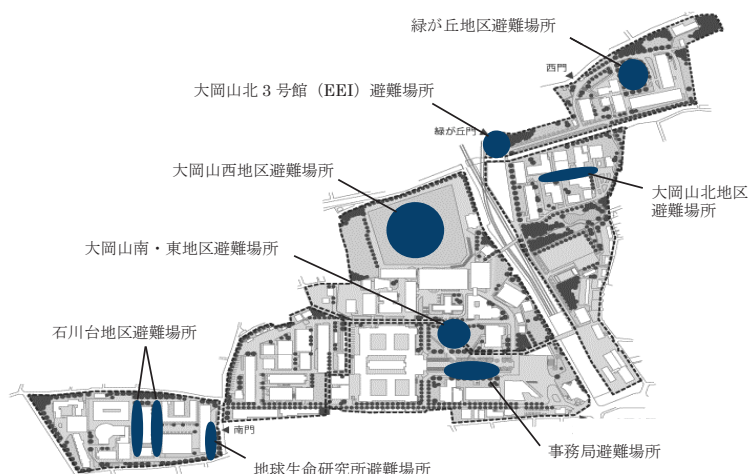 緑が丘地区避難場所
西門
大岡山北３号館（EEI）避難場所
緑が丘門
大岡山西地区避難場所
大岡山北地区
避難場所
大岡山南・東地区避難場所
石川台地区避難場所
南門
事務局避難場所
地球生命研究所避難場所